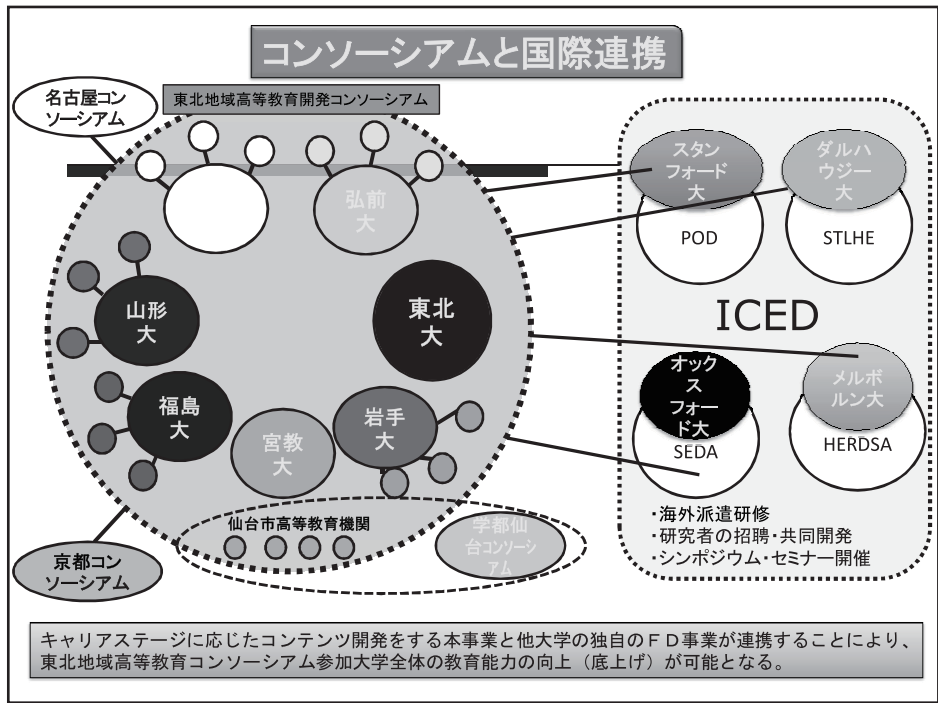 コンソーシアムと国際連携
名古屋コン
ソーシアム
東北地域高等教育開発コンソーシアム
弘前
大
山形
大
東北
大
福島
大
宮教
大
岩手
大
仙台市高等教育機関
学都仙
台コンソーシ
アム
京都コン
ソーシアム
スタン
フォード
大
POD
ダルハ
ウジー
大
STLHE
ICED
オック
ス
フォー
ド大
SEDA
メルボ
ルン大
HERDSA
・海外派遣研修
・研究者の招聘・共同開発
・シンポジウム・セミナー開催
キャリアステージに応じたコンテンツ開発をする本事業と他大学の独自のＦＤ事業が連携することにより、
東北地域高等教育コンソーシアム参加大学全体の教育能力の向上（底上げ）が可能となる。